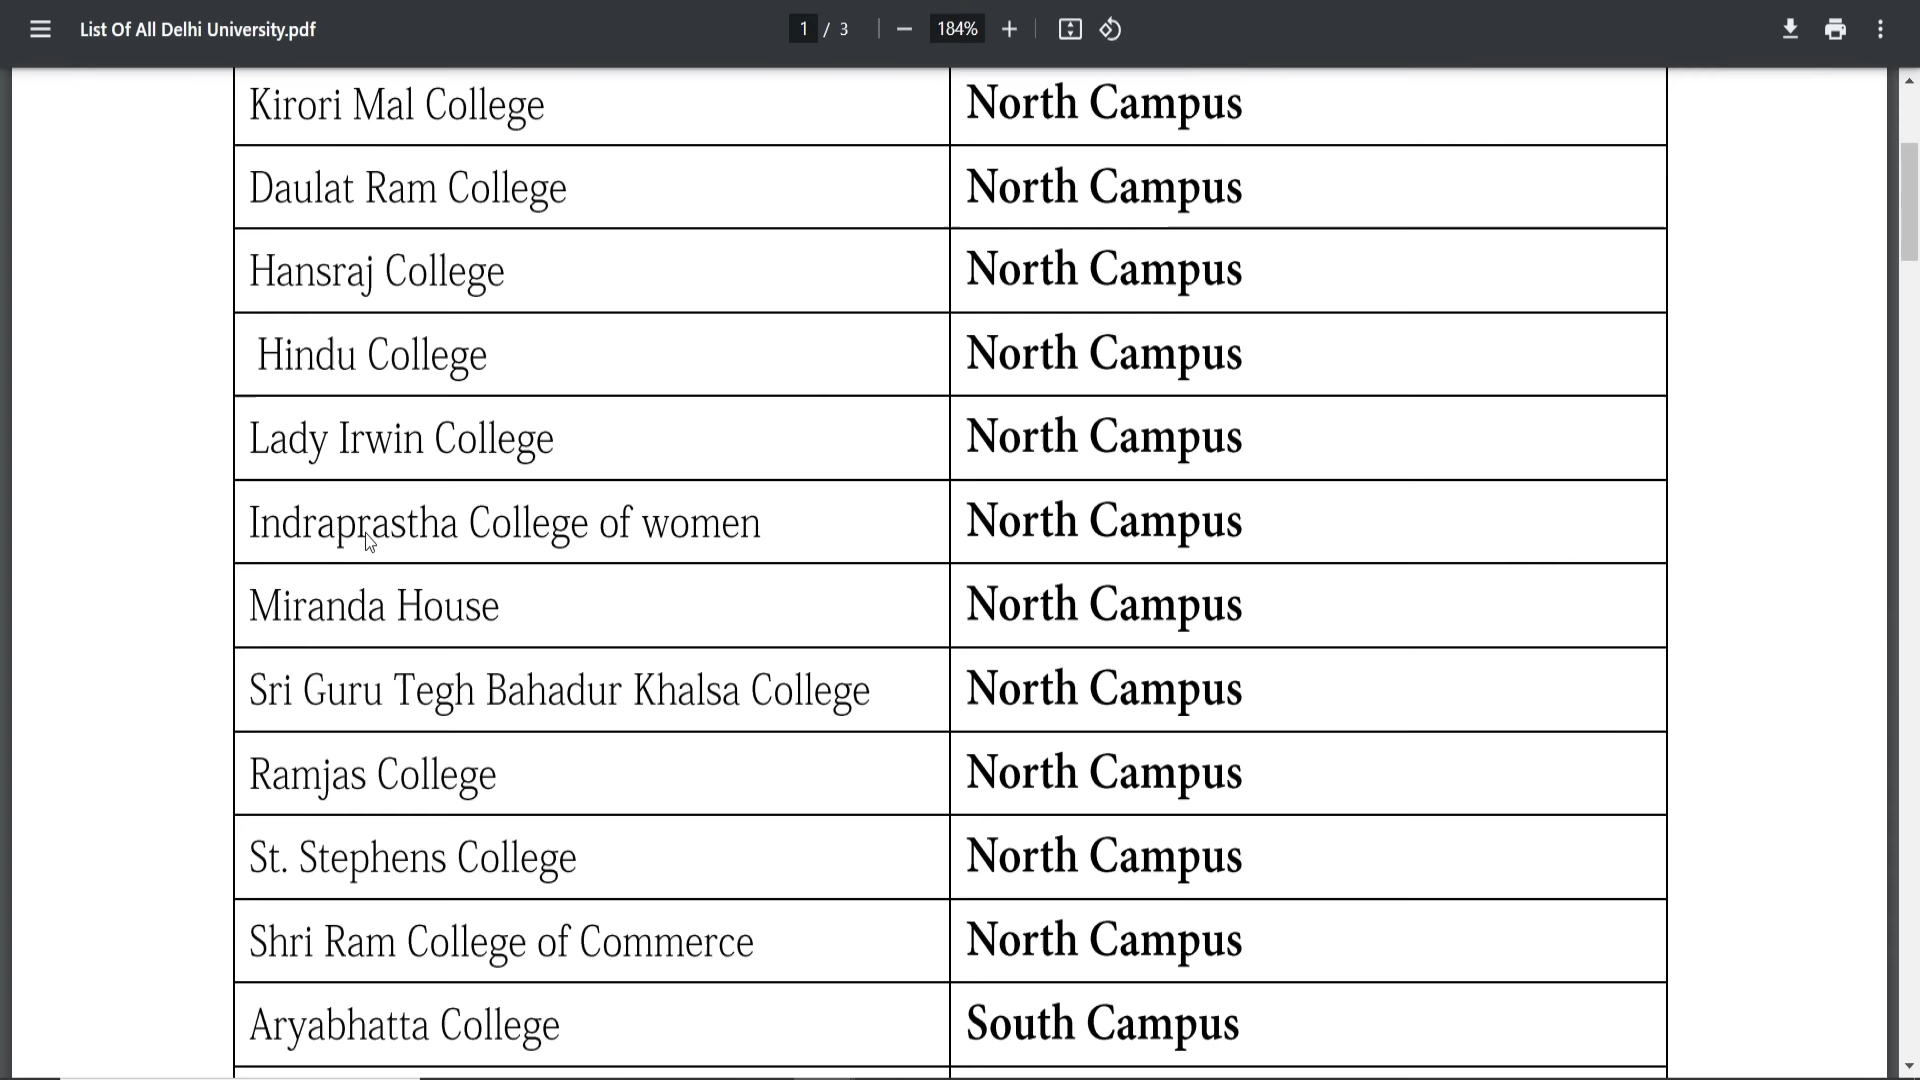 List Of All Delhi University.pdf
1 / 3
184%
Kirori Mal College North Campus
Daulat Ram College North Campus
Hansraj College North Campus
Hindu College North Campus
Lady Irwin College North Campus
Indraprastha College of women North Campus
Miranda House North Campus
Sri Guru Tegh Bahadur Khalsa College North Campus
Ramjas College North Campus
St. Stephens College North Campus
Shri Ram College of Commerce North Campus
Aryabhatta College South Campus